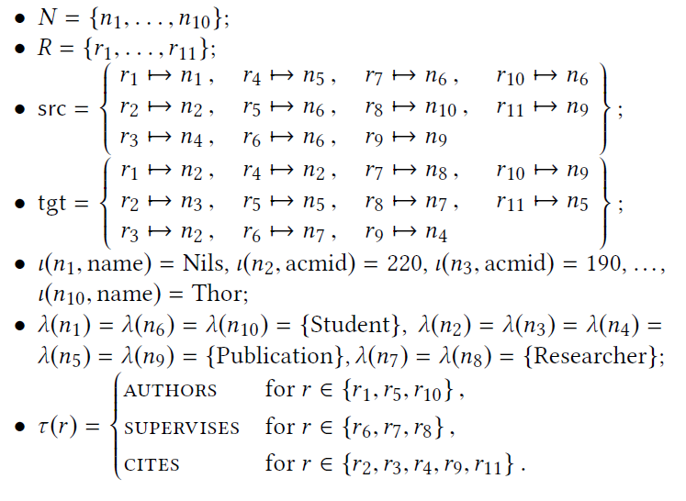 • N = {n₁, . . . , n₁₀};
• R = {r₁, . . . , r₁₁};
r₁ ↦ n₁ , r₄ ↦ n₅ , r₇ ↦ n₆ , r₁₀ ↦ n₆
• src = { r₂ ↦ n₂ , r₅ ↦ n₆ , r₈ ↦ n₁₀ , r₁₁ ↦ n₉ } ;
r₃ ↦ n₄ , r₆ ↦ n₆ , r₉ ↦ n₉
r₁ ↦ n₂ , r₄ ↦ n₂ , r₇ ↦ n₈ , r₁₀ ↦ n₉
• tgt = { r₂ ↦ n₃ , r₅ ↦ n₅ , r₈ ↦ n₇ , r₁₁ ↦ n₅ } ;
r₃ ↦ n₂ , r₆ ↦ n₇ , r₉ ↦ n₄
• ι(n₁, name) = Nils, ι(n₂, acmid) = 220, ι(n₃, acmid) = 190, . . . ,
ι(n₁₀, name) = Thor;
• λ(n₁) = λ(n₆) = λ(n₁₀) = {Student}, λ(n₂) = λ(n₃) = λ(n₄) =
λ(n₅) = λ(n₉) = {Publication}, λ(n₇) = λ(n₈) = {Researcher};
AUTHORS for r ∈ {r₁, r₅, r₁₀} ,
• τ(r) = { SUPERVISES for r ∈ {r₆, r₇, r₈} ,
CITES for r ∈ {r₂, r₃, r₄, r₉, r₁₁} .